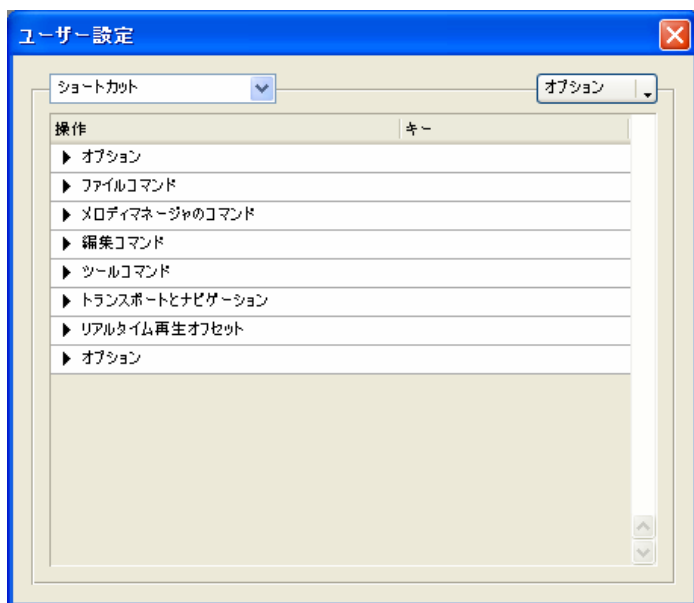 ユーザー設定
ショートカット オプション
操作 キー
オプション
ファイルコマンド
メロディマネージャのコマンド
編集コマンド
ツールコマンド
トランスポートとナビゲーション
リアルタイム再生オフセット
オプション